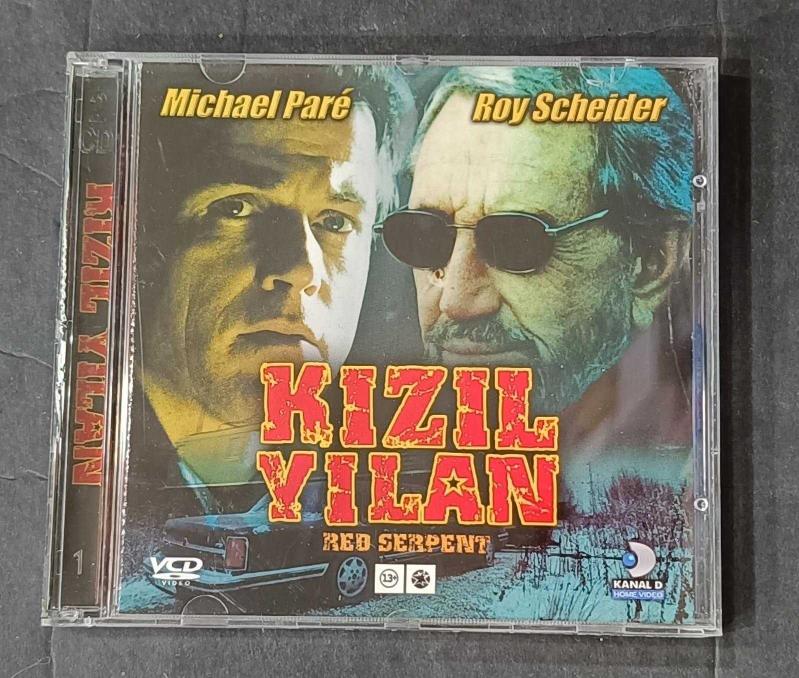 Michael Paré
Roy Scheider
KIZIL
YILAN
RED SERPENT
KIZIL YILAN
1
VCD
VIDEO
13+
KANAL D
HOME VIDEO